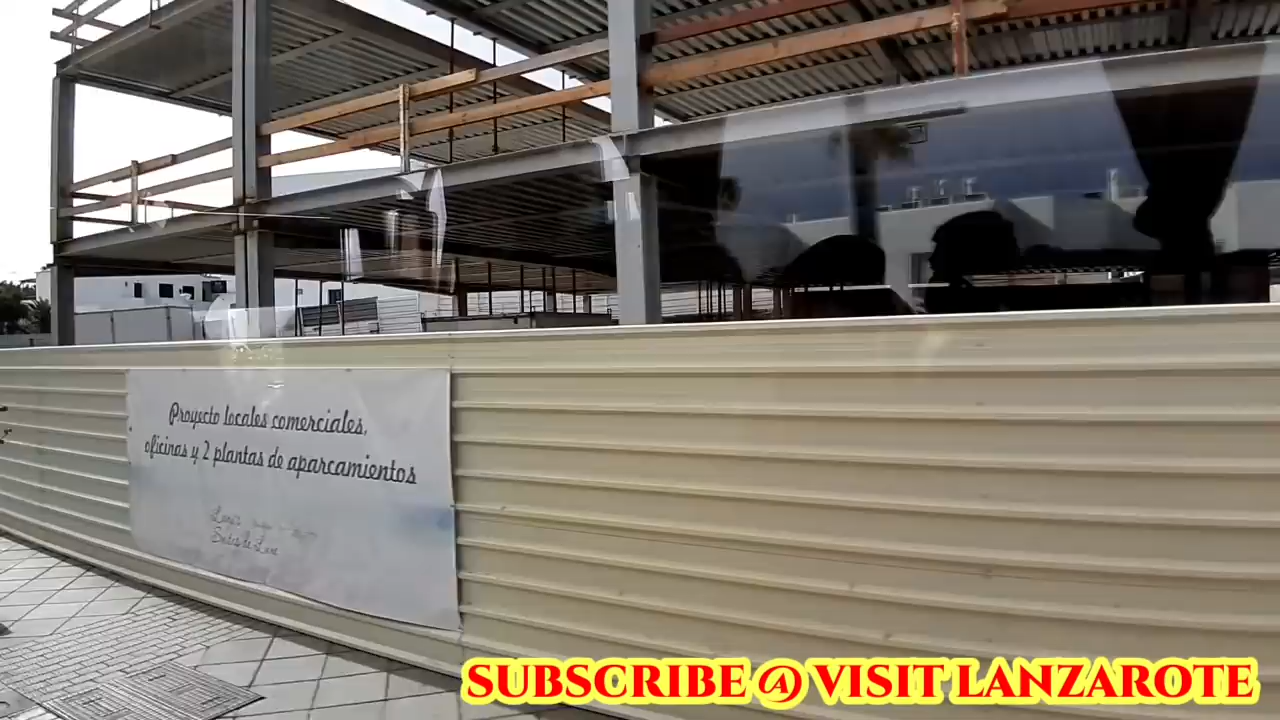 Proyecto locales comerciales,
oficinas y 2 plantas de aparcamientos
SUBSCRIBE @ VISIT LANZAROTE